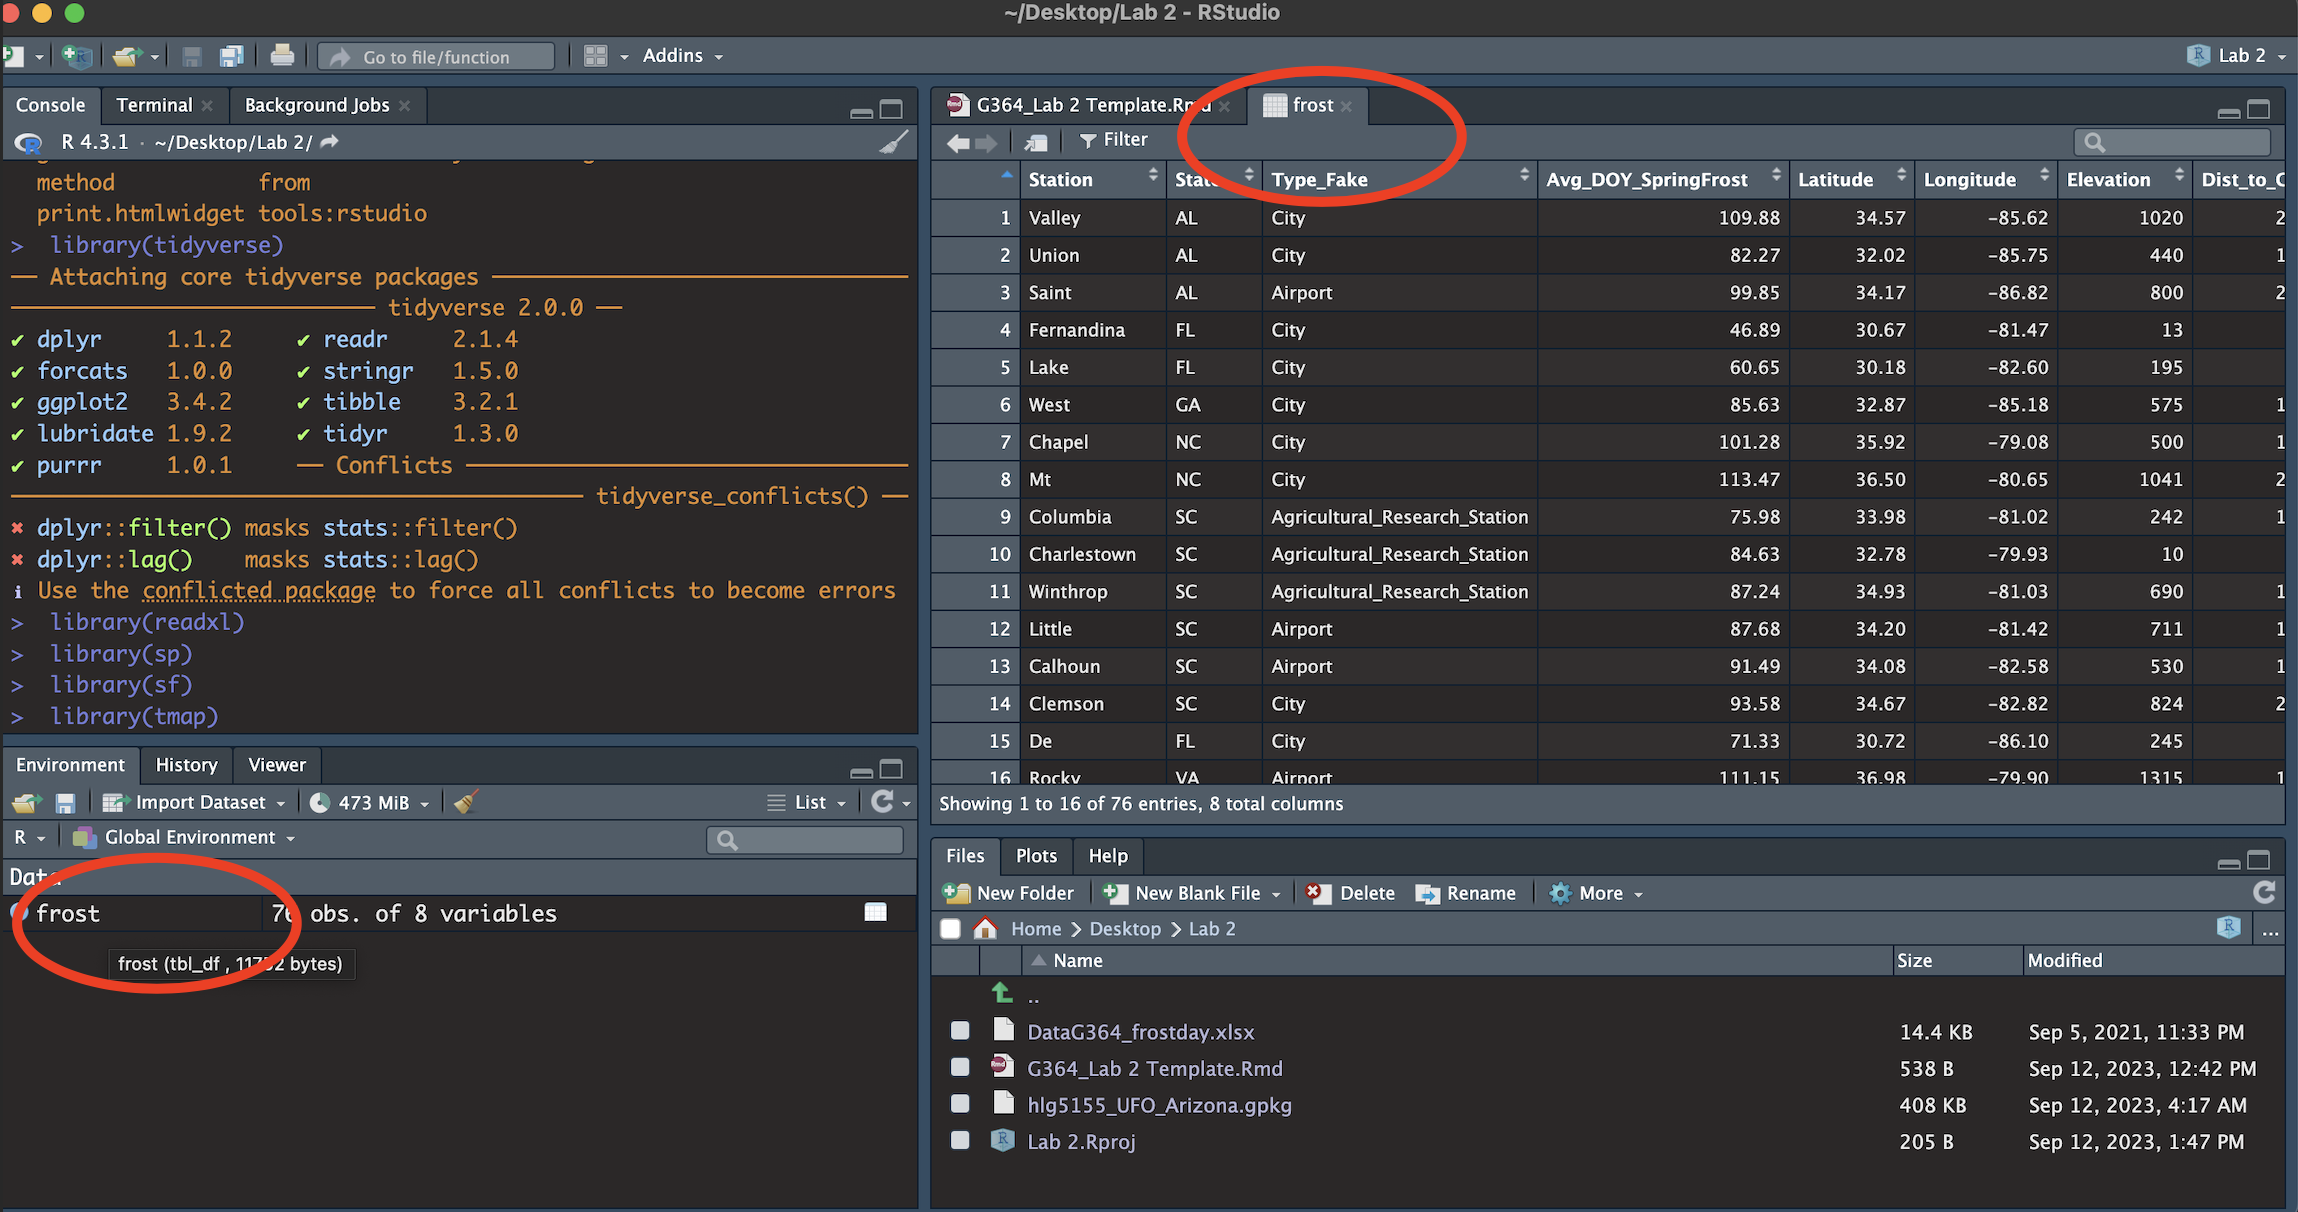 ~/Desktop/Lab 2 - RStudio
Go to file/function
Addins
Lab 2
Console
Terminal
Background Jobs
R 4.3.1 · ~/Desktop/Lab 2/
method from
print.htmlwidget tools:rstudio
> library(tidyverse)
── Attaching core tidyverse packages ──
── tidyverse 2.0.0 ──
✔ dplyr 1.1.2 ✔ readr 2.1.4
✔ forcats 1.0.0 ✔ stringr 1.5.0
✔ ggplot2 3.4.2 ✔ tibble 3.2.1
✔ lubridate 1.9.2 ✔ tidyr 1.3.0
✔ purrr 1.0.1 ── Conflicts ──
── tidyverse_conflicts() ──
✖ dplyr::filter() masks stats::filter()
✖ dplyr::lag() masks stats::lag()
ℹ Use the conflicted package to force all conflicts to become errors
> library(readxl)
> library(sp)
> library(sf)
> library(tmap)
Environment
History
Viewer
Import Dataset
473 MiB
List
R
Global Environment
Data
frost 76 obs. of 8 variables
frost (tbl_df , 11752 bytes)
G364_Lab 2 Template.Rmd
frost
Filter
Station State Type_Fake Avg_DOY_SpringFrost Latitude Longitude Elevation Dist_to_C
1 Valley AL City 109.88 34.57 -85.62 1020 2
2 Union AL City 82.27 32.02 -85.75 440 1
3 Saint AL Airport 99.85 34.17 -86.82 800 2
4 Fernandina FL City 46.89 30.67 -81.47 13
5 Lake FL City 60.65 30.18 -82.60 195
6 West GA City 85.63 32.87 -85.18 575 1
7 Chapel NC City 101.28 35.92 -79.08 500 1
8 Mt NC City 113.47 36.50 -80.65 1041 2
9 Columbia SC Agricultural_Research_Station 75.98 33.98 -81.02 242 1
10 Charlestown SC Agricultural_Research_Station 84.63 32.78 -79.93 10
11 Winthrop SC Agricultural_Research_Station 87.24 34.93 -81.03 690 1
12 Little SC Airport 87.68 34.20 -81.42 711 1
13 Calhoun SC Airport 91.49 34.08 -82.58 530 1
14 Clemson SC City 93.58 34.67 -82.82 824 2
15 De FL City 71.33 30.72 -86.10 245
16 Rocky VA Airport 111.15 36.98 -79.90 1315 1
Showing 1 to 16 of 76 entries, 8 total columns
Files
Plots
Help
New Folder
New Blank File
Delete
Rename
More
Home
Desktop
Lab 2
...
Name Size Modified
..
DataG364_frostday.xlsx 14.4 KB Sep 5, 2021, 11:33 PM
G364_Lab 2 Template.Rmd 538 B Sep 12, 2023, 12:42 PM
hlg5155_UFO_Arizona.gpkg 408 KB Sep 12, 2023, 4:17 AM
Lab 2.Rproj 205 B Sep 12, 2023, 1:47 PM